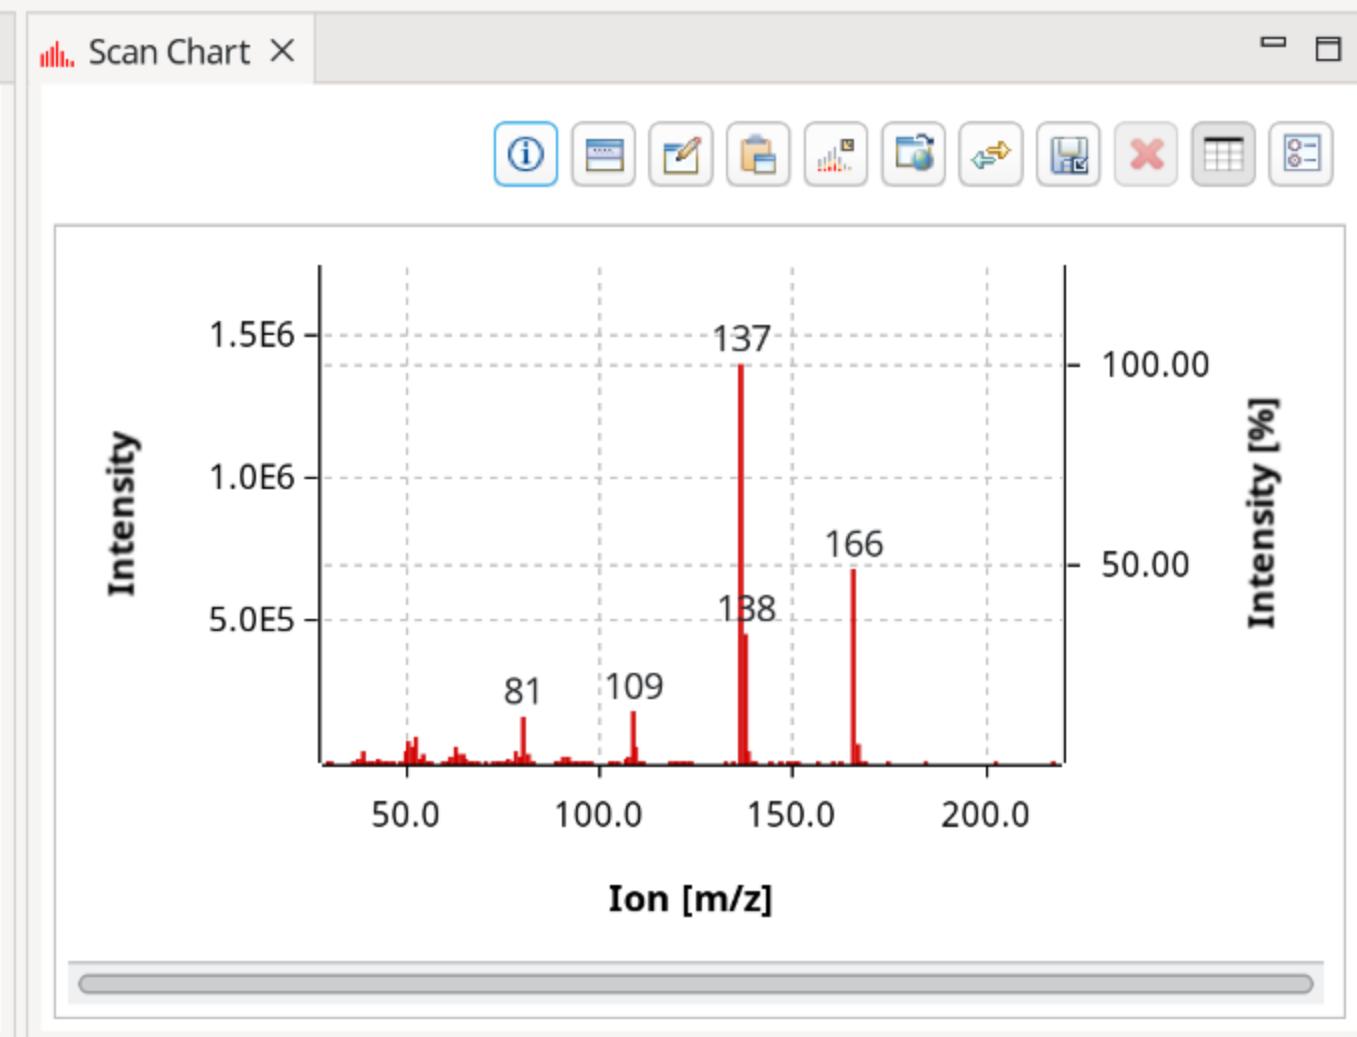 Scan Chart
1.5E6
137
100.00
1.0E6
166
50.00
138
5.0E5
81
109
50.0 100.0 150.0 200.0
Intensity
Intensity [%]
Ion [m/z]